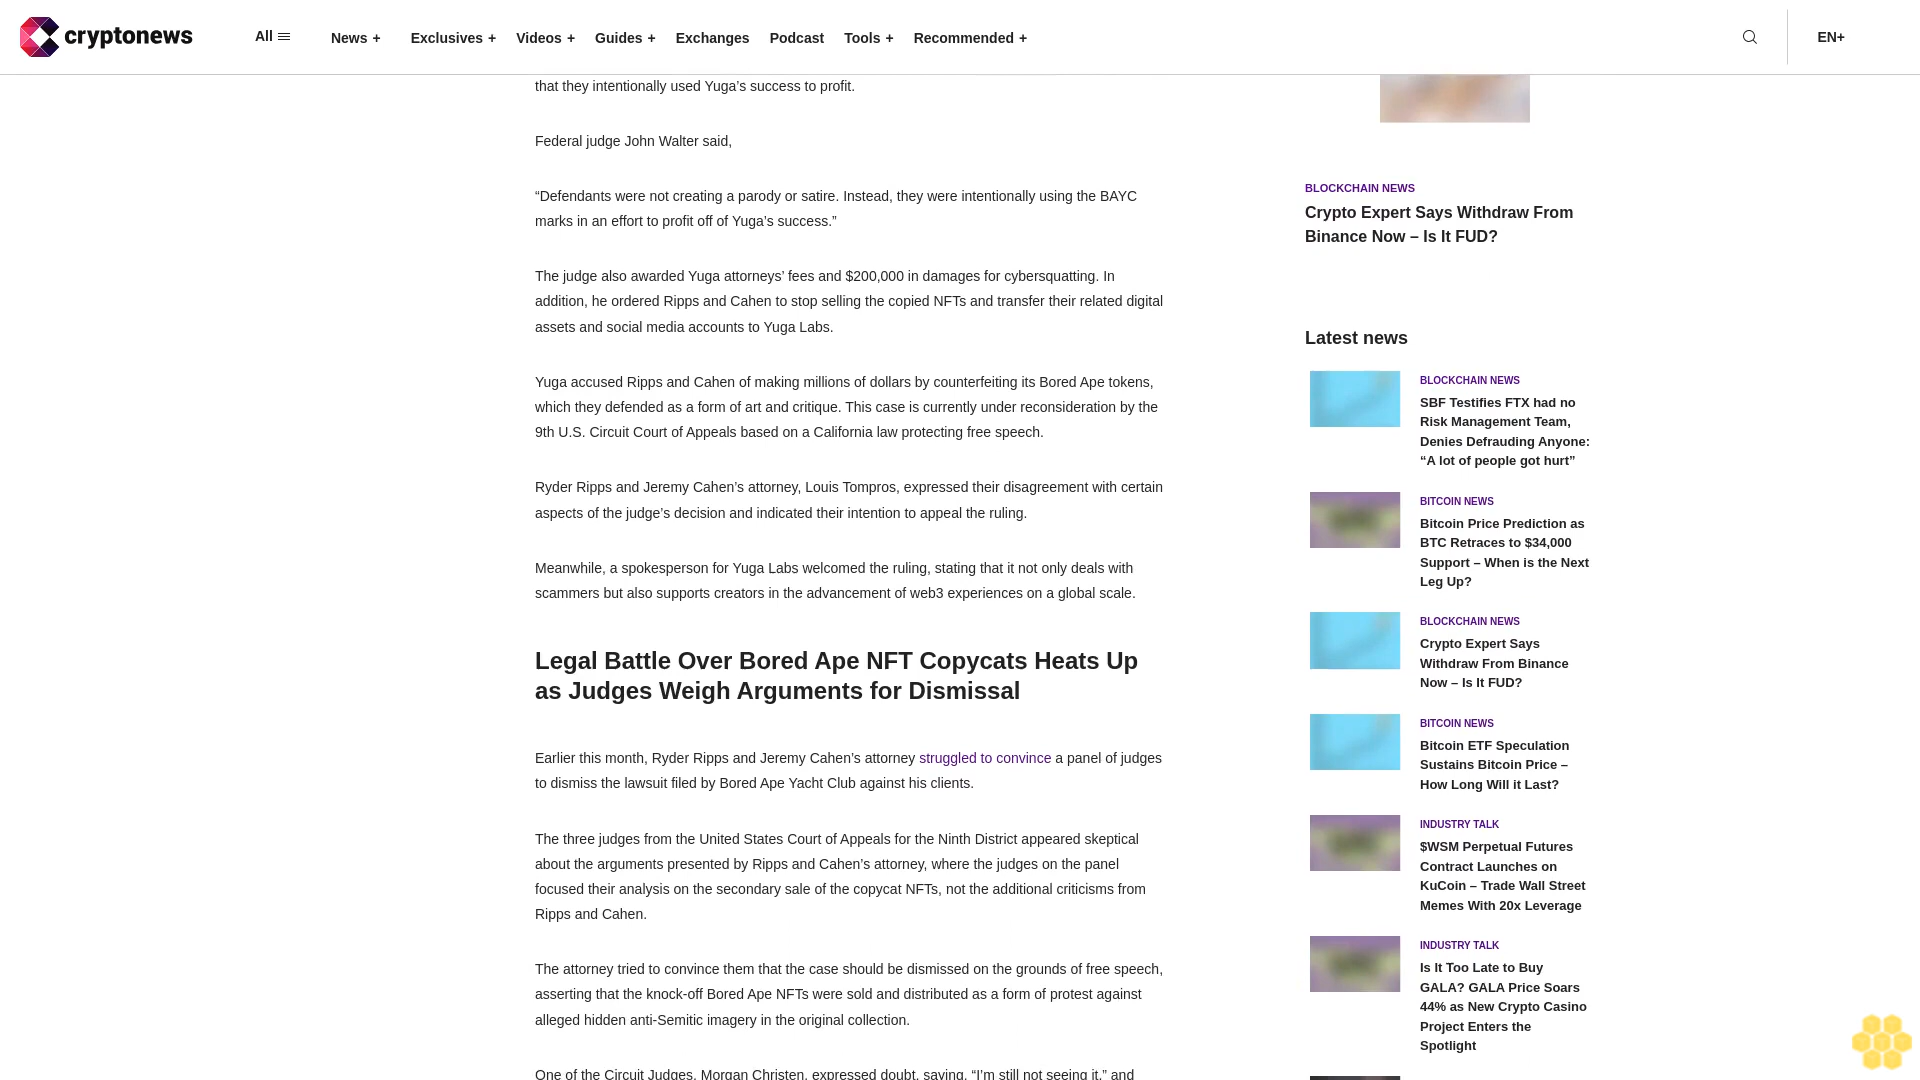 cryptonews
All
News +
Exclusives +
Videos +
Guides +
Exchanges
Podcast
Tools +
Recommended +
EN+
that they intentionally used Yuga’s success to profit.
Federal judge John Walter said,
“Defendants were not creating a parody or satire. Instead, they were intentionally using the BAYC
marks in an effort to profit off of Yuga’s success.”
The judge also awarded Yuga attorneys’ fees and $200,000 in damages for cybersquatting. In
addition, he ordered Ripps and Cahen to stop selling the copied NFTs and transfer their related digital
assets and social media accounts to Yuga Labs.
Yuga accused Ripps and Cahen of making millions of dollars by counterfeiting its Bored Ape tokens,
which they defended as a form of art and critique. This case is currently under reconsideration by the
9th U.S. Circuit Court of Appeals based on a California law protecting free speech.
Ryder Ripps and Jeremy Cahen’s attorney, Louis Tompros, expressed their disagreement with certain
aspects of the judge’s decision and indicated their intention to appeal the ruling.
Meanwhile, a spokesperson for Yuga Labs welcomed the ruling, stating that it not only deals with
scammers but also supports creators in the advancement of web3 experiences on a global scale.
Legal Battle Over Bored Ape NFT Copycats Heats Up
as Judges Weigh Arguments for Dismissal
Earlier this month, Ryder Ripps and Jeremy Cahen’s attorney struggled to convince a panel of judges
to dismiss the lawsuit filed by Bored Ape Yacht Club against his clients.
The three judges from the United States Court of Appeals for the Ninth District appeared skeptical
about the arguments presented by Ripps and Cahen’s attorney, where the judges on the panel
focused their analysis on the secondary sale of the copycat NFTs, not the additional criticisms from
Ripps and Cahen.
The attorney tried to convince them that the case should be dismissed on the grounds of free speech,
asserting that the knock-off Bored Ape NFTs were sold and distributed as a form of protest against
alleged hidden anti-Semitic imagery in the original collection.
One of the Circuit Judges, Morgan Christen, expressed doubt, saying, “I’m still not seeing it,” and
BLOCKCHAIN NEWS
Crypto Expert Says Withdraw From
Binance Now – Is It FUD?
Latest news
BLOCKCHAIN NEWS
SBF Testifies FTX had no
Risk Management Team,
Denies Defrauding Anyone:
“A lot of people got hurt”
BITCOIN NEWS
Bitcoin Price Prediction as
BTC Retraces to $34,000
Support – When is the Next
Leg Up?
BLOCKCHAIN NEWS
Crypto Expert Says
Withdraw From Binance
Now – Is It FUD?
BITCOIN NEWS
Bitcoin ETF Speculation
Sustains Bitcoin Price –
How Long Will it Last?
INDUSTRY TALK
$WSM Perpetual Futures
Contract Launches on
KuCoin – Trade Wall Street
Memes With 20x Leverage
INDUSTRY TALK
Is It Too Late to Buy
GALA? GALA Price Soars
44% as New Crypto Casino
Project Enters the
Spotlight